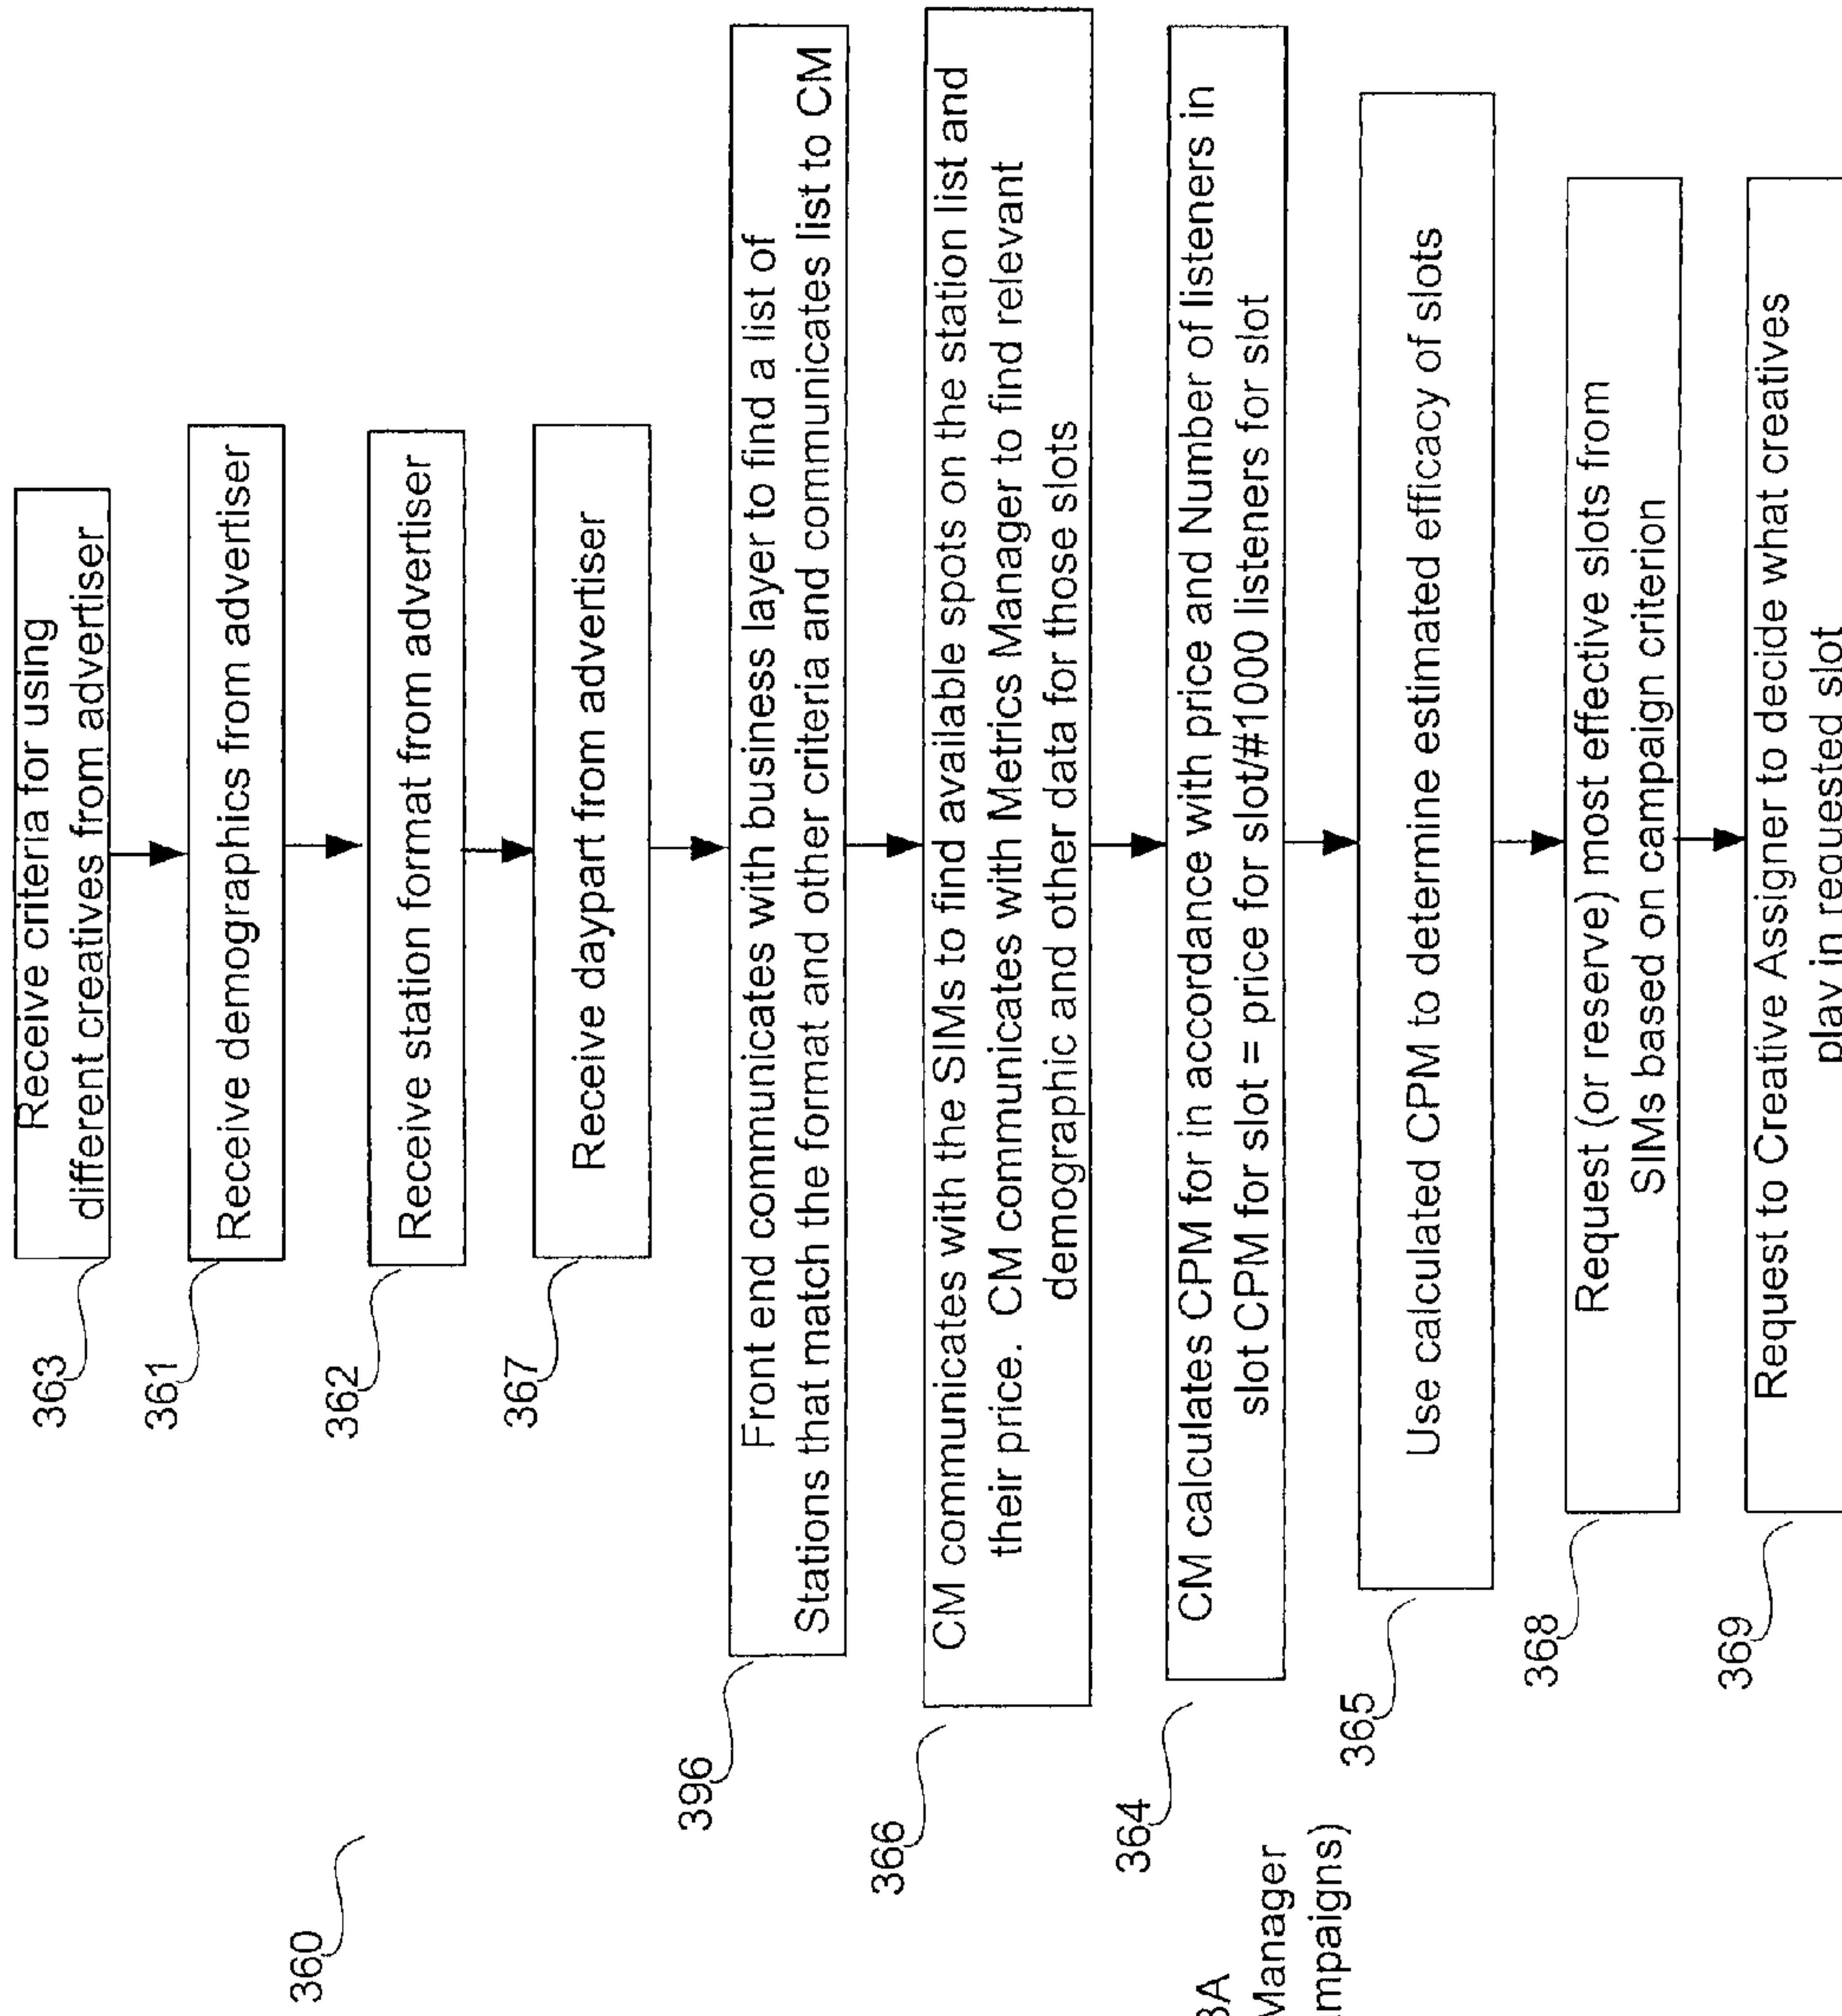 360
363
Receive criteria for using
different creatives from advertiser
361
Receive demographics from advertiser
362
Receive station format from advertiser
367
Receive daypart from advertiser
396
Front end communicates with business layer to find a list of
Stations that match the format and other criteria and communicates list to CM
366
CM communicates with the SIMs to find available spots on the station list and
their price. CM communicates with Metrics Manager to find relevant
demographic and other data for those slots
364
CM calculates CPM for in accordance with price and Number of listeners in
slot CPM for slot = price for slot/#1000 listeners for slot
365
Use calculated CPM to determine estimated efficacy of slots
368
Request (or reserve) most effective slots from
SIMs based on campaign criterion
369
Request to Creative Assigner to decide what creatives
play in requested slot
Manager